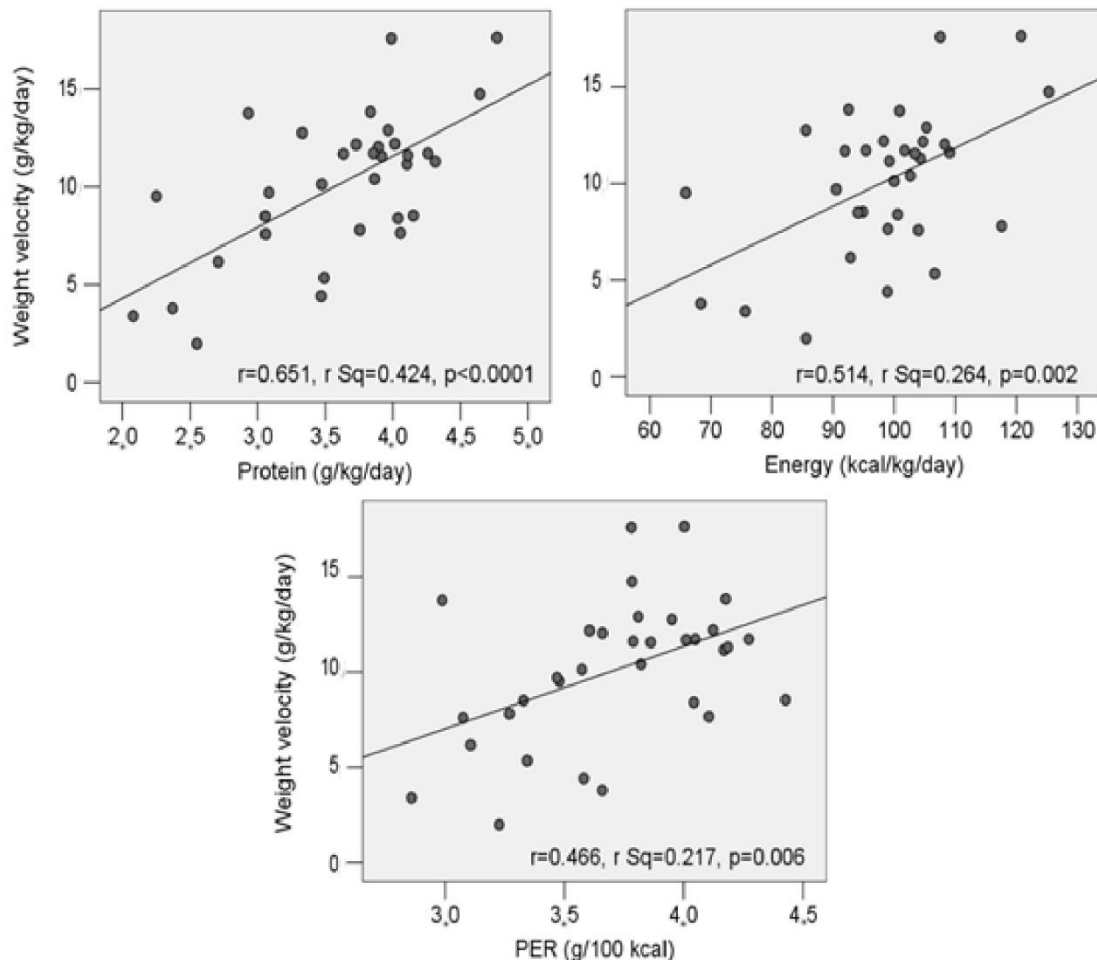 Weight velocity (g/kg/day)
15
10
5
0
r=0.651, r Sq=0.424, p<0.0001
2,0 2,5 3,0 3,5 4,0 4,5 5,0
Protein (g/kg/day)
Weight velocity (g/kg/day)
15
10
5
0
r=0.514, r Sq=0.264, p=0.002
60 70 80 90 100 110 120 130
Energy (kcal/kg/day)
Weight velocity (g/kg/day)
15
10
5
0
r=0.466, r Sq=0.217, p=0.006
3,0 3,5 4,0 4,5
PER (g/100 kcal)